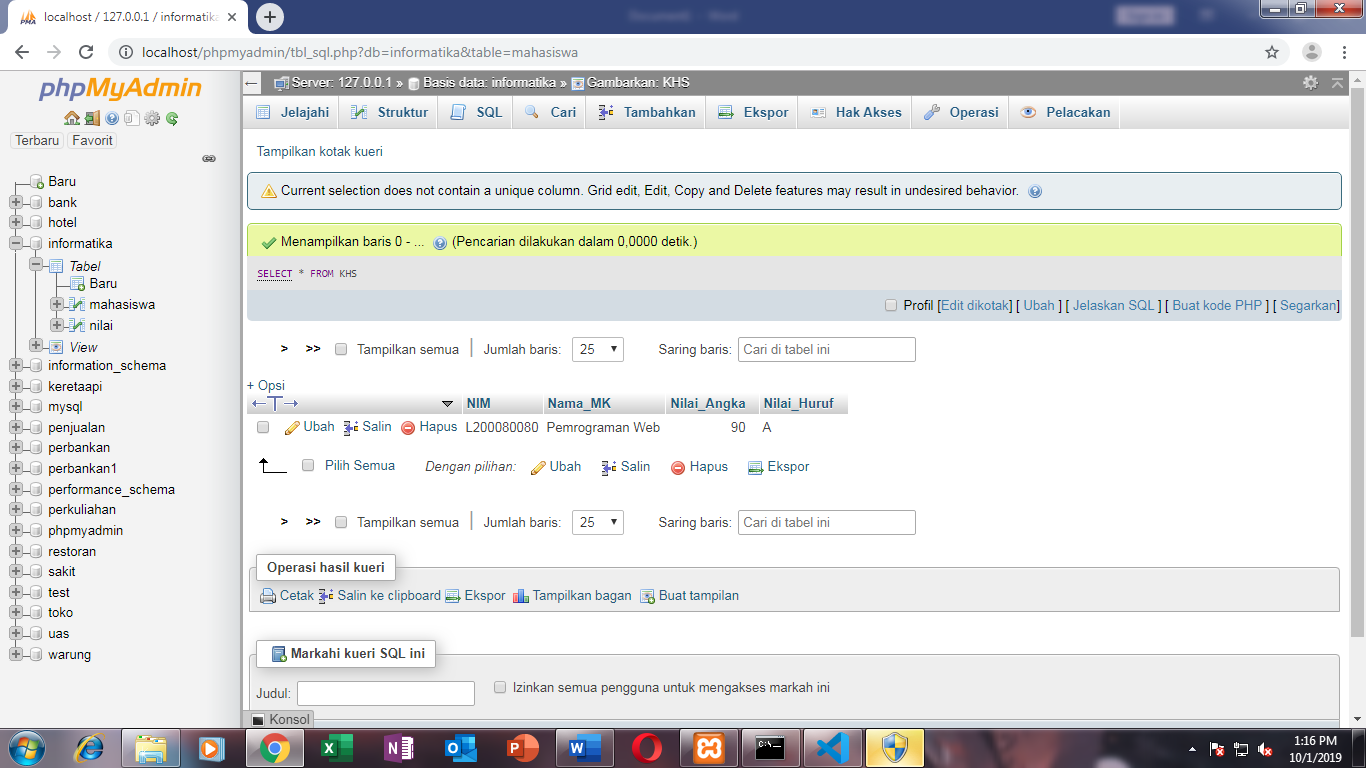 localhost / 127.0.0.1 / informatika
localhost/phpmyadmin/tbl_sql.php?db=informatika&table=mahasiswa
phpMyAdmin
Terbaru Favorit
Baru
bank
hotel
informatika
Tabel
Baru
mahasiswa
nilai
View
information_schema
keretaapi
mysql
penjualan
perbankan
perbankan1
performance_schema
perkuliahan
phpmyadmin
restoran
sakit
test
toko
uas
warung
Server: 127.0.0.1 » Basis data: informatika » Gambarkan: KHS
Jelajahi Struktur SQL Cari Tambahkan Ekspor Hak Akses Operasi Pelacakan
Tampilkan kotak kueri
Current selection does not contain a unique column. Grid edit, Edit, Copy and Delete features may result in undesired behavior.
Menampilkan baris 0 - ... (Pencarian dilakukan dalam 0,0000 detik.)
SELECT * FROM KHS
Profil [Edit dikotak] [ Ubah ] [ Jelaskan SQL ] [ Buat kode PHP ] [ Segarkan]
> >> Tampilkan semua | Jumlah baris: 25 Saring baris: Cari di tabel ini
+ Opsi
←T→ NIM Nama_MK Nilai_Angka Nilai_Huruf
Ubah Salin Hapus L200080080 Pemrograman Web 90 A
Pilih Semua Dengan pilihan: Ubah Salin Hapus Ekspor
> >> Tampilkan semua | Jumlah baris: 25 Saring baris: Cari di tabel ini
Operasi hasil kueri
Cetak Salin ke clipboard Ekspor Tampilkan bagan Buat tampilan
Markahi kueri SQL ini
Judul: Izinkan semua pengguna untuk mengakses markah ini
Konsol
1:16 PM
10/1/2019